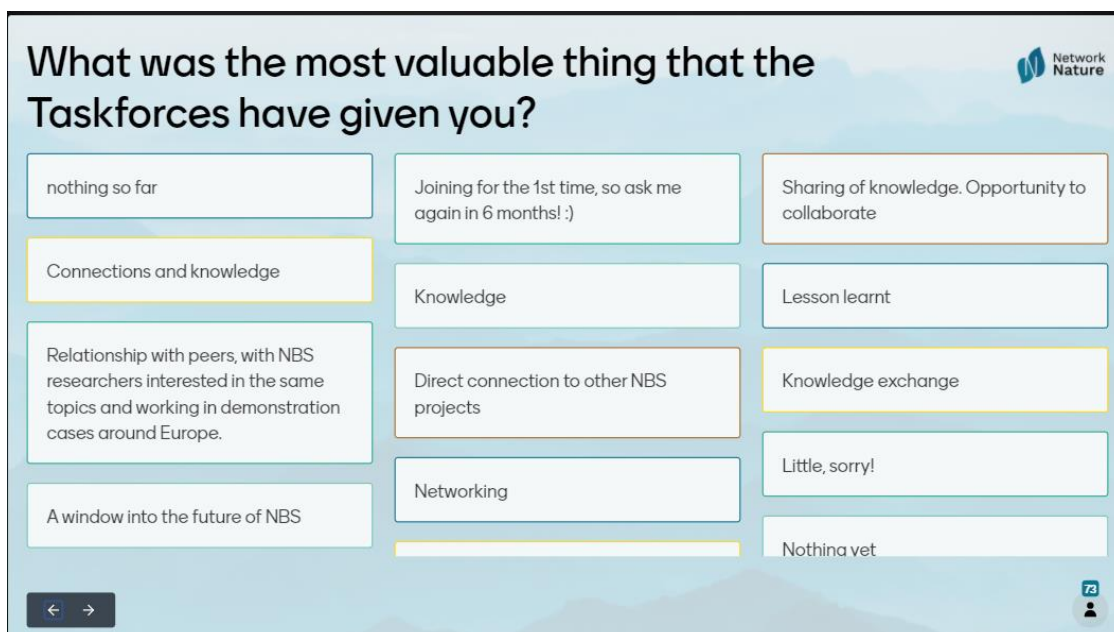 What was the most valuable thing that the
Taskforces have given you?
Network
Nature
nothing so far
Connections and knowledge
Relationship with peers, with NBS
researchers interested in the same
topics and working in demonstration
cases around Europe.
A window into the future of NBS
Joining for the 1st time, so ask me
again in 6 months! :)
Knowledge
Direct connection to other NBS
projects
Networking
Sharing of knowledge. Opportunity to
collaborate
Lesson learnt
Knowledge exchange
Little, sorry!
Nothing yet
73